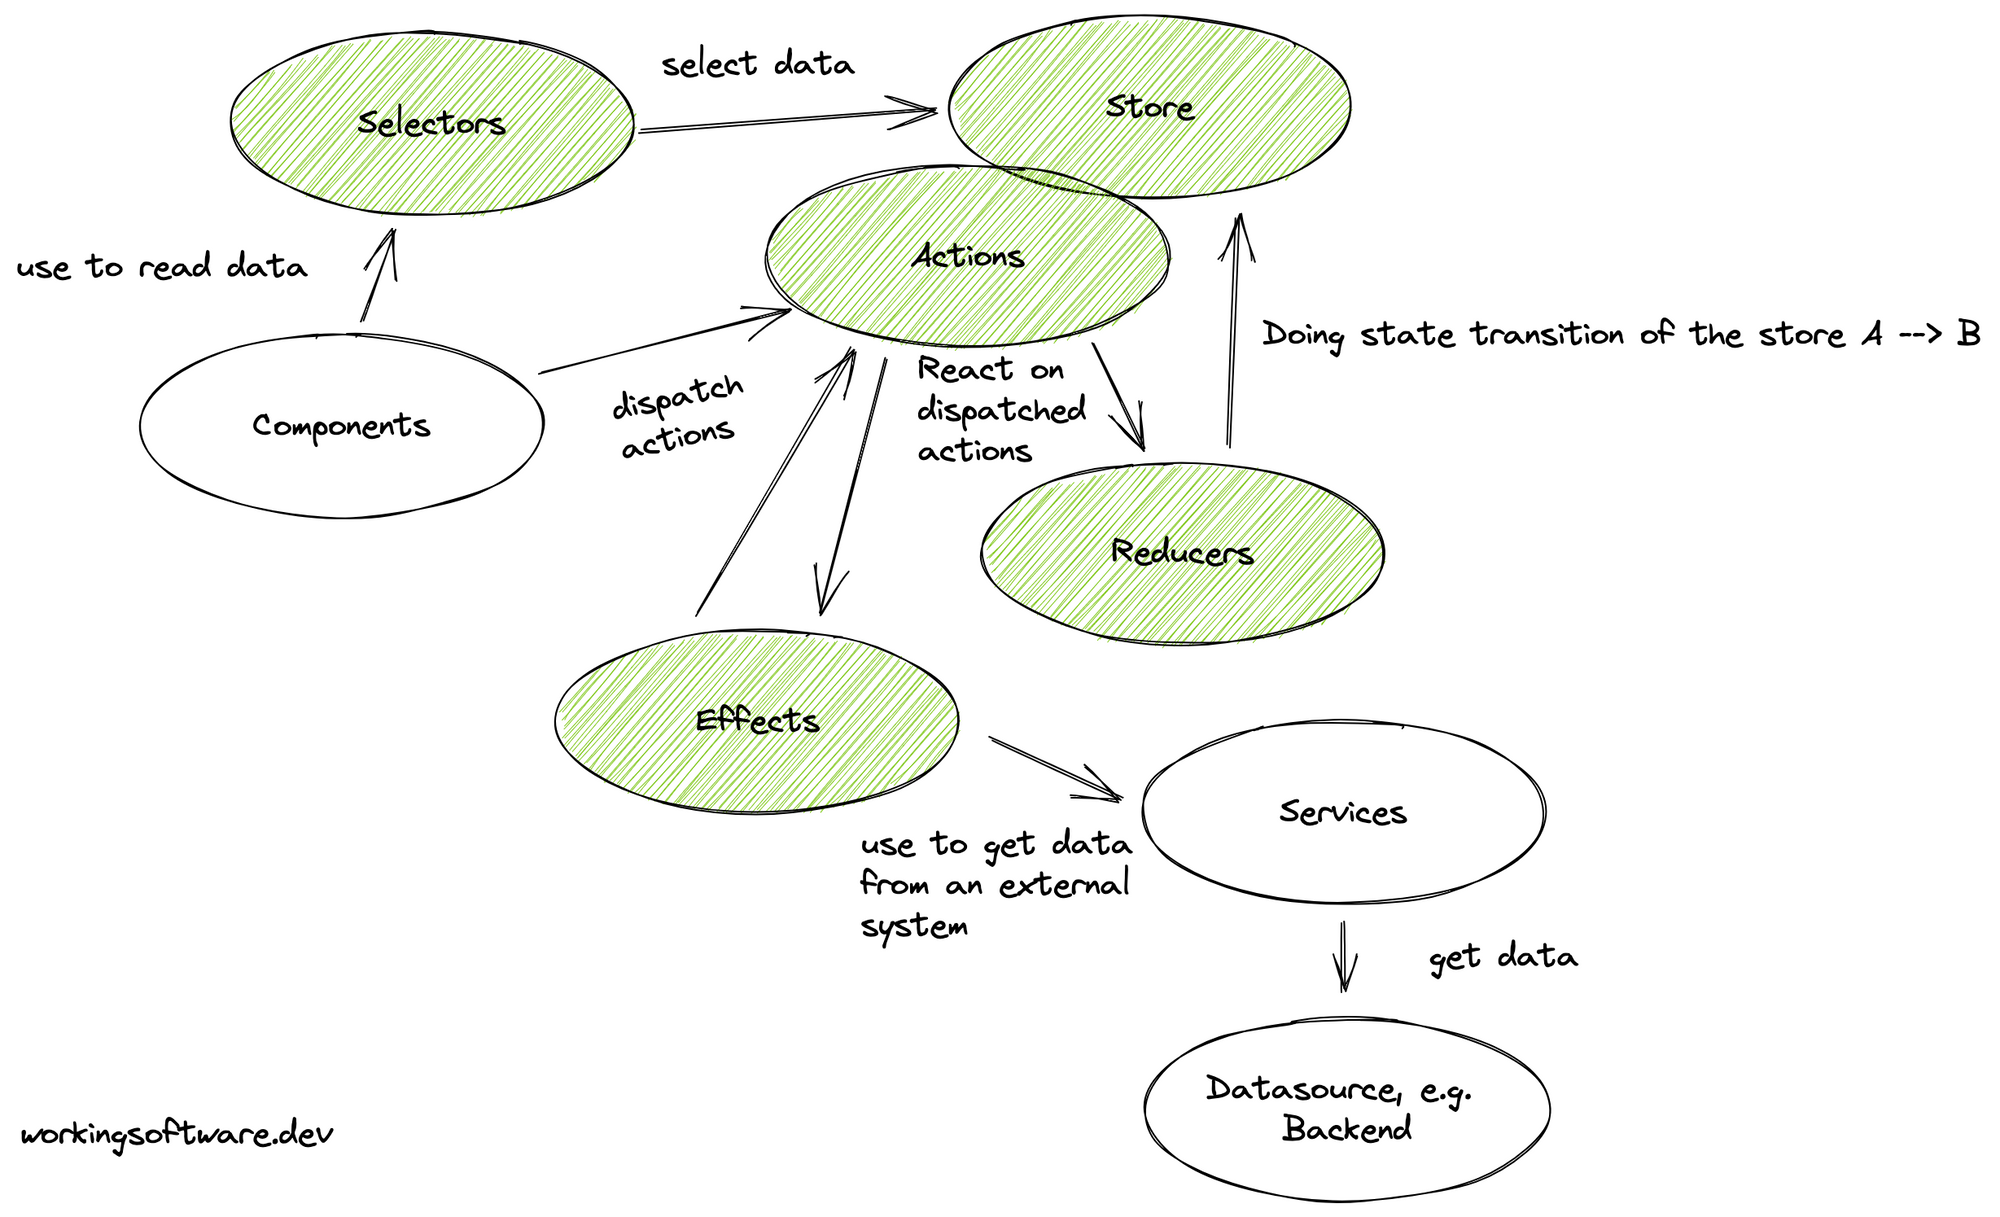 select data
Store
Selectors
Actions
use to read data
Doing state transition of the store A --> B
Components
dispatch
actions
React on
dispatched
actions
Reducers
Effects
Services
use to get data
from an external
system
get data
Datasource, e.g.
Backend
workingsoftware.dev